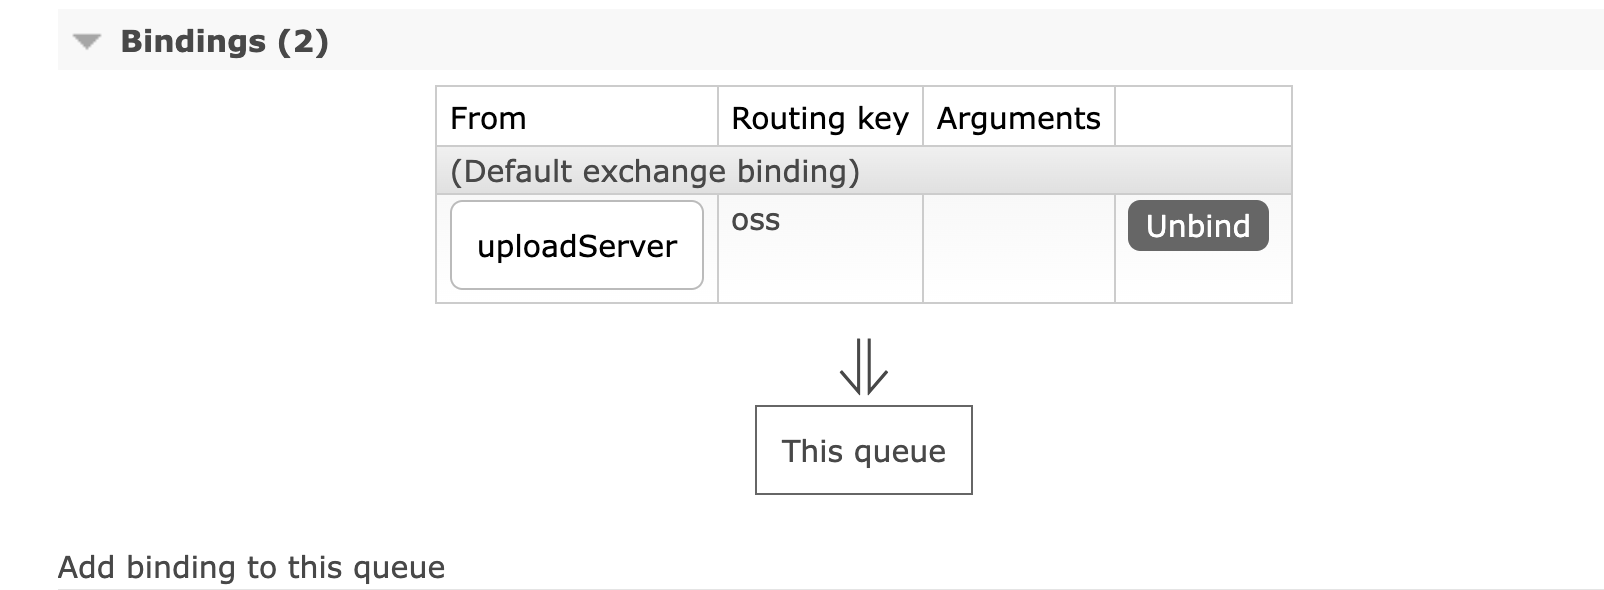 Bindings (2)
From Routing key Arguments
(Default exchange binding)
uploadServer oss Unbind
This queue
Add binding to this queue